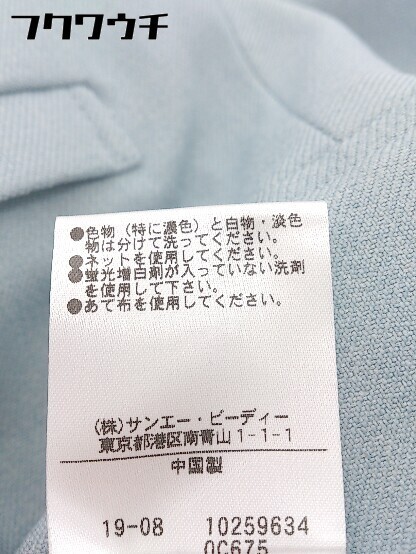 フクワウチ
●色物（特に濃色）と白物・淡色
物は分けて洗ってください。
●ネットを使用してください。
●蛍光増白剤が入っていない洗剤
を使用して下さい。
●あて布を使用してください。
(株)サンエー・ビーディー
東京都港区南青山1-1-1
中国製
19-08 10259634
0C675